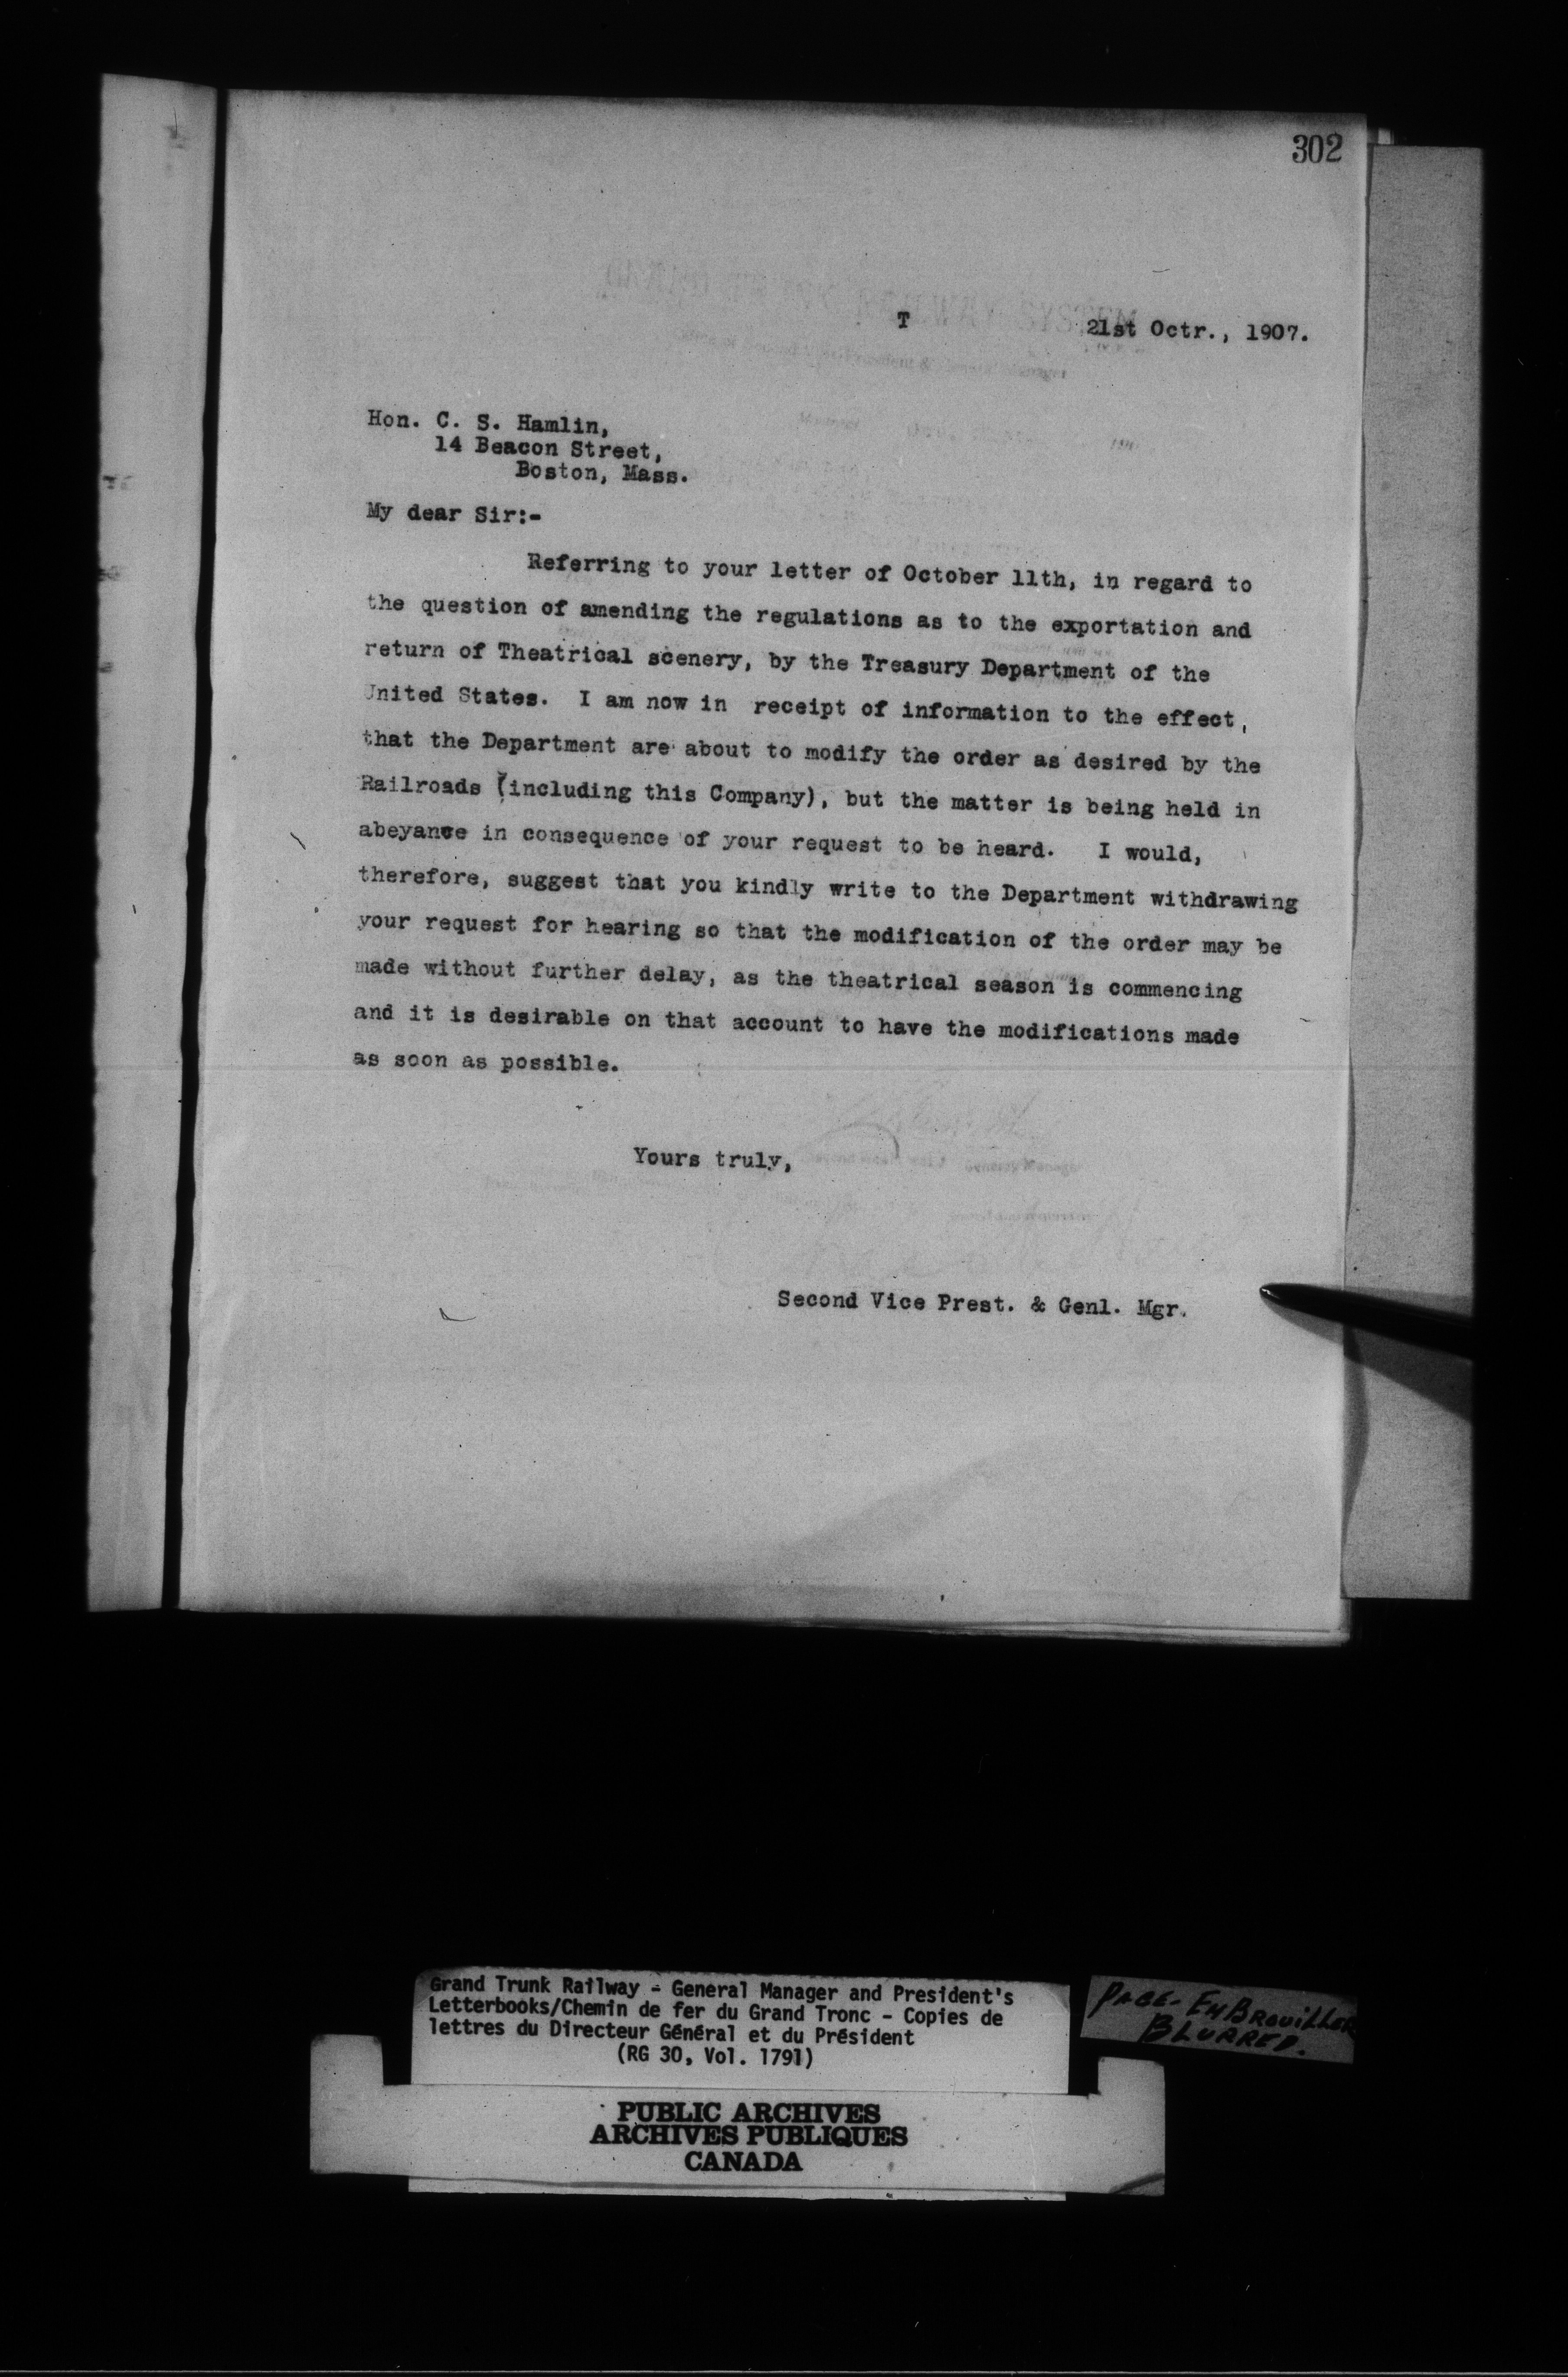 302
T 21st Octr., 1907.
Hon. C. S. Hamlin,
14 Beacon Street,
Boston, Mass.
My dear Sir:-
Referring to your letter of October 11th, in regard to
the question of amending the regulations as to the exportation and
return of Theatrical scenery, by the Treasury Department of the
United States. I am now in receipt of information to the effect,
that the Department are about to modify the order as desired by the
Railroads (including this Company), but the matter is being held in
abeyance in consequence of your request to be heard. I would,
therefore, suggest that you kindly write to the Department withdrawing
your request for hearing so that the modification of the order may be
made without further delay, as the theatrical season is commencing
and it is desirable on that account to have the modifications made
as soon as possible.
Yours truly,
Second Vice Prest. & Genl. Mgr.
Grand Trunk Railway - General Manager and President's
Letterbooks/Chemin de fer du Grand Tronc - Copies de
lettres du Directeur Général et du Président
(RG 30, Vol. 1791)
PAGE- EMBROUILLER
BLURRED.
PUBLIC ARCHIVES
ARCHIVES PUBLIQUES
CANADA